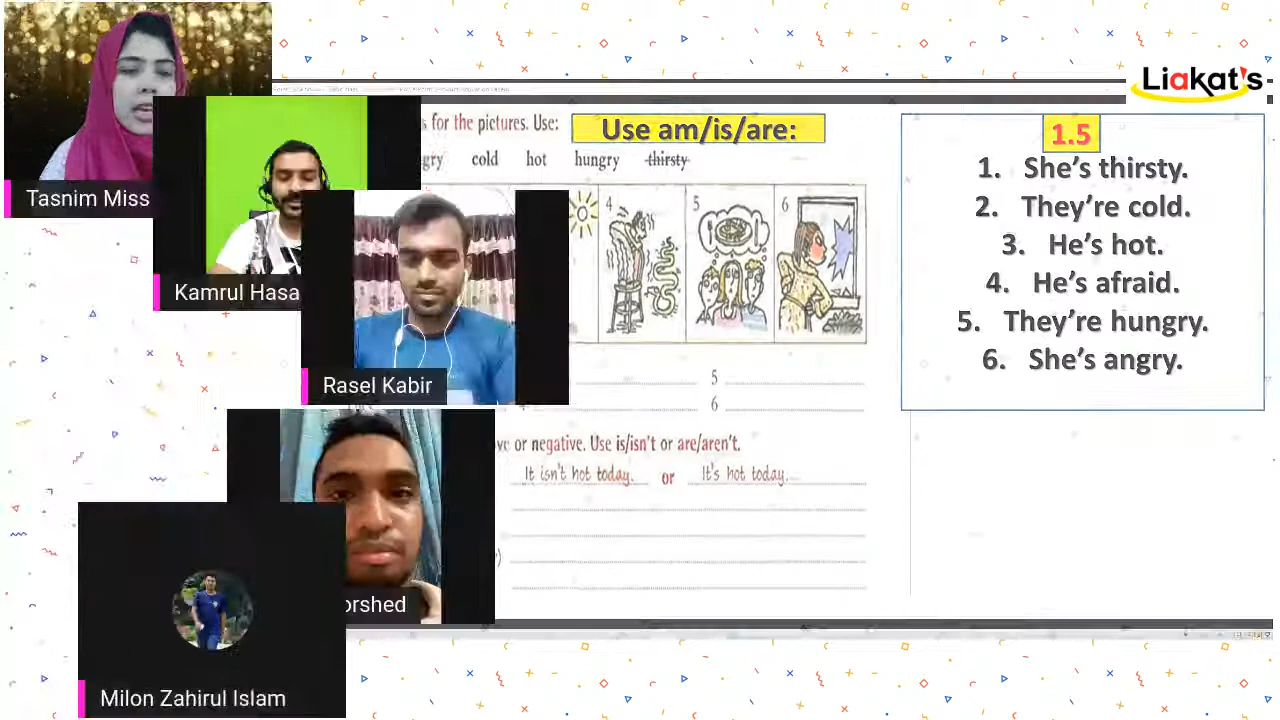 Liakat's
Tasnim Miss
Kamrul Hasa
Rasel Kabir
orshed
Milon Zahirul Islam
s for the pictures. Use:
Use am/is/are:
gry cold hot hungry thirsty
4 5 6
5
6
ve or negative. Use is/isn't or are/aren't.
It isn't hot today. or It's hot today.
1.5
1. She's thirsty.
2. They're cold.
3. He's hot.
4. He's afraid.
5. They're hungry.
6. She's angry.